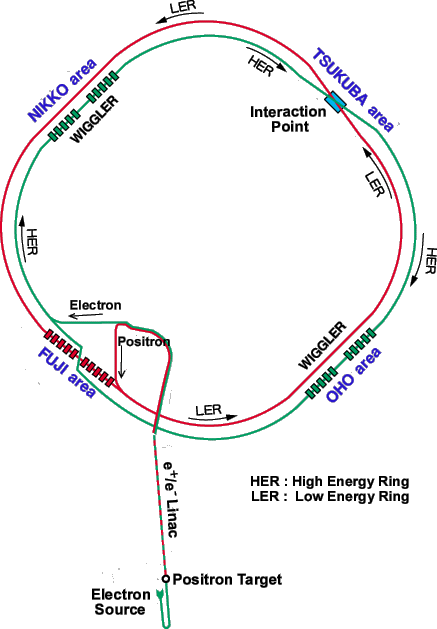 LER
HER
TSUKUBA area
NIKKO area
WIGGLER
Interaction
Point
LER
HER
HER
Electron
Positron
WIGGLER
FUJI area
OHO area
LER
HER : High Energy Ring
LER : Low Energy Ring
e+/e- Linac
Positron Target
Electron
Source